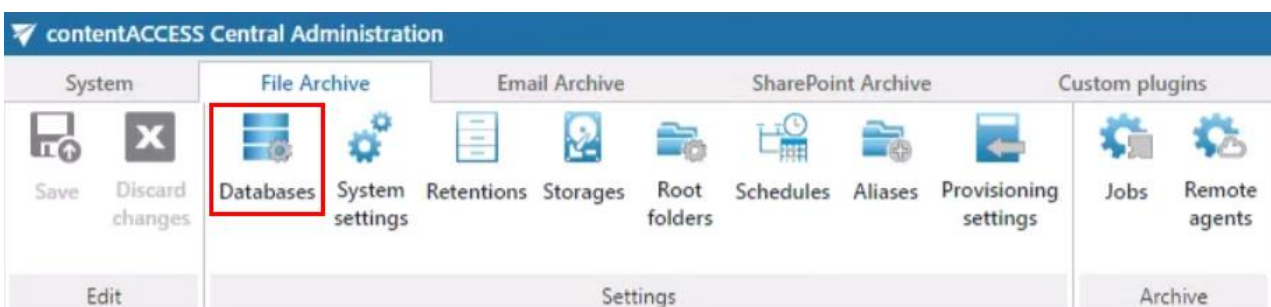 contentACCESS Central Administration
System File Archive Email Archive SharePoint Archive Custom plugins
Save Discard Databases System Retentions Storages Root Schedules Aliases Provisioning Jobs Remote
changes settings folders settings agents
Edit Settings Archive